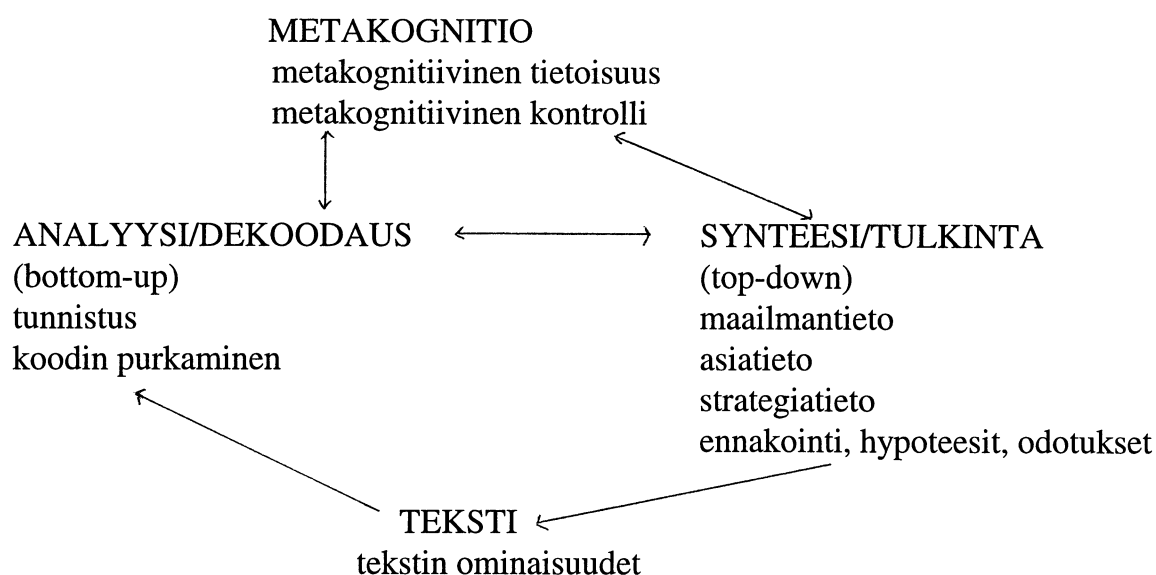 METAKOGNITIO
metakognitiivinen tietoisuus
metakognitiivinen kontrolli
ANALYYSI/DEKOODAUS
(bottom-up)
tunnistus
koodin purkaminen
SYNTEESI/TULKINTA
(top-down)
maailmantieto
asiatieto
strategiatieto
ennakointi, hypoteesit, odotukset
TEKSTI
tekstin ominaisuudet